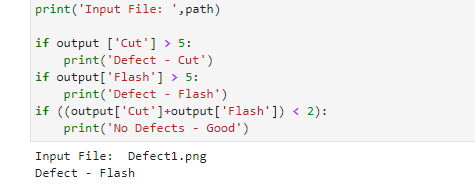 print('Input File: ',path)
if output ['Cut'] > 5:
    print('Defect - Cut')
if output['Flash'] > 5:
    print('Defect - Flash')
if ((output['Cut']+output['Flash']) < 2):
    print('No Defects - Good')
Input File:  Defect1.png
Defect - Flash